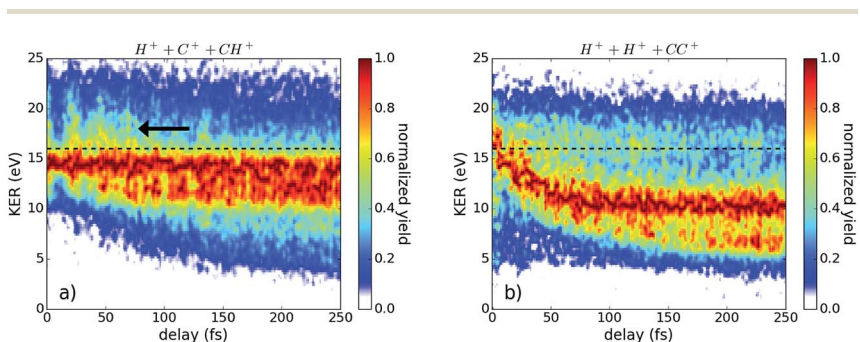 H⁺ + C⁺ + CH⁺
25
20
15
10
5
0
KER (eV)
0 50 100 150 200 250
delay (fs)
a)
1.0
0.8
0.6
0.4
0.2
0.0
normalized yield
H⁺ + H⁺ + CC⁺
25
20
15
10
5
0
KER (eV)
0 50 100 150 200 250
delay (fs)
b)
1.0
0.8
0.6
0.4
0.2
0.0
normalized yield